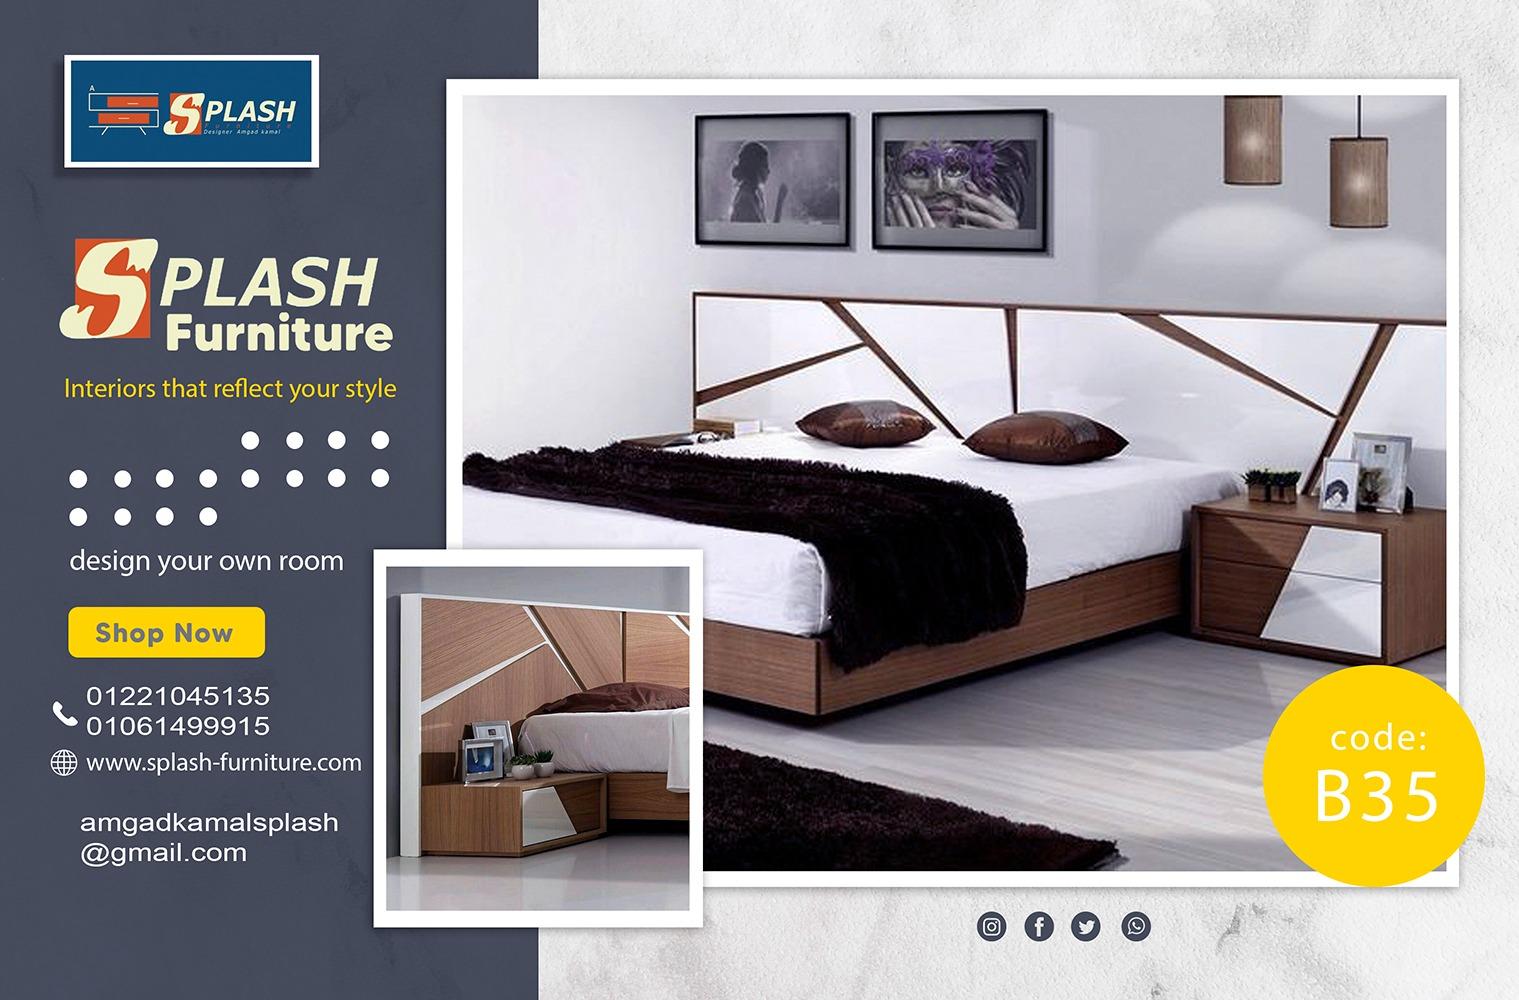 A
SPLASH
Furniture
Designer Amgad kamal
SPLASH
Furniture
Interiors that reflect your style
design your own room
Shop Now
01221045135
01061499915
www.splash-furniture.com
amgadkamalsplash
@gmail.com
code:
B35